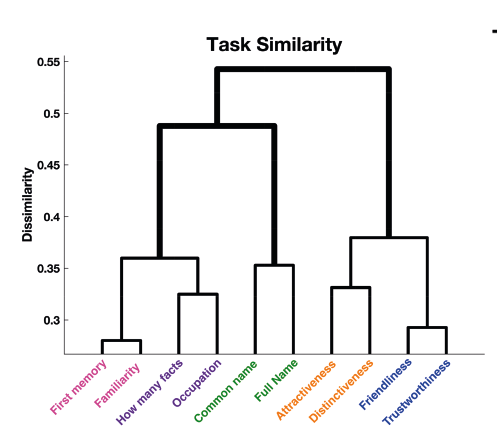 Task Similarity
Dissimilarity
0.55
0.5
0.45
0.4
0.35
0.3
First memory
Familiarity
How many facts
Occupation
Common name
Full Name
Attractiveness
Distinctiveness
Friendliness
Trustworthiness